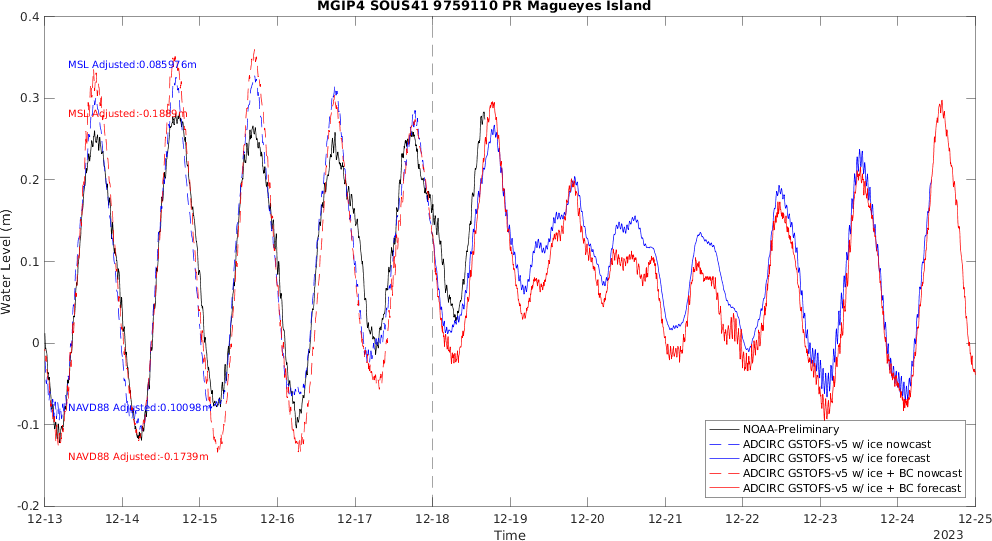 MGIP4 SOUS41 9759110 PR Magueyes Island
0.4
0.3
0.2
0.1
0
-0.1
-0.2
Water Level (m)
MSL Adjusted:0.085976m
MSL Adjusted:-0.1889m
NAVD88 Adjusted:0.10098m
NAVD88 Adjusted:-0.1739m
NOAA-Preliminary
ADCIRC GSTOFS-v5 w/ ice nowcast
ADCIRC GSTOFS-v5 w/ ice forecast
ADCIRC GSTOFS-v5 w/ ice + BC nowcast
ADCIRC GSTOFS-v5 w/ ice + BC forecast
12-13 12-14 12-15 12-16 12-17 12-18 12-19 12-20 12-21 12-22 12-23 12-24 12-25
Time
2023